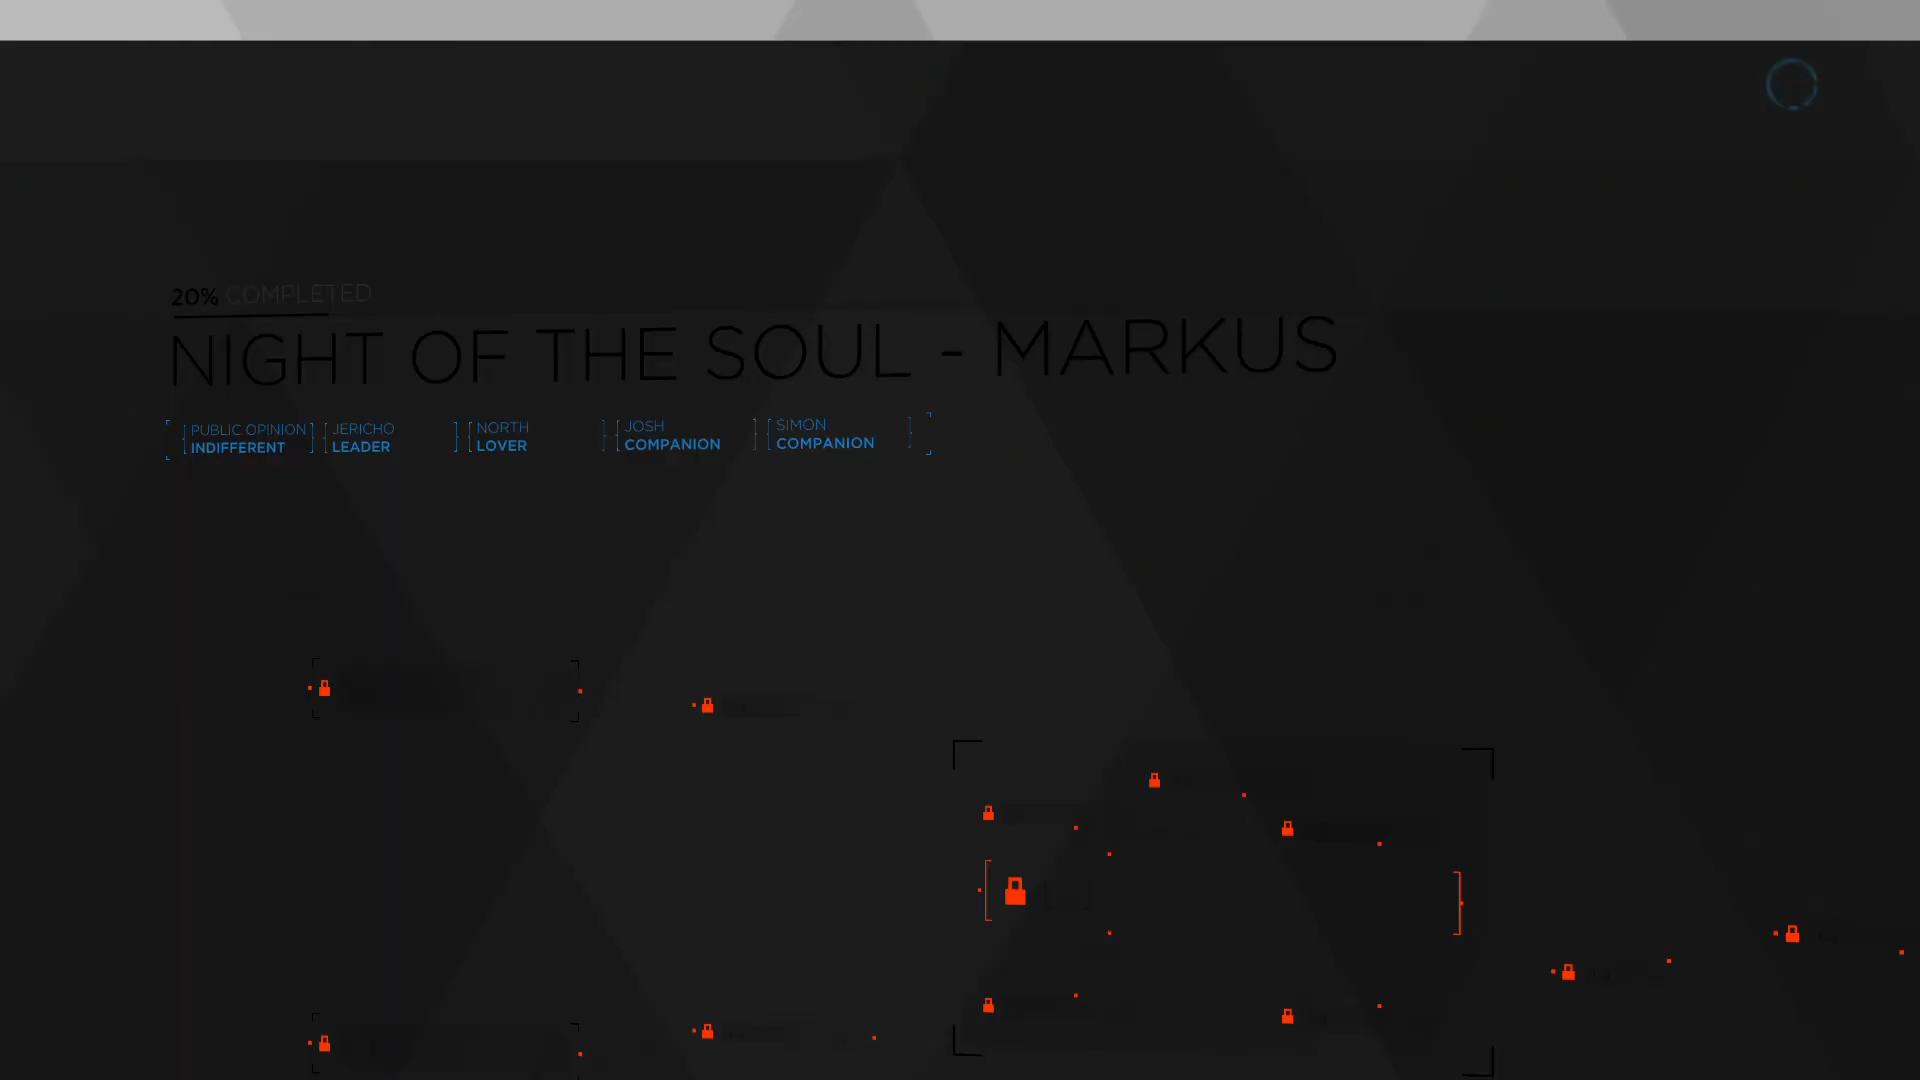 20% COMPLETED
NIGHT OF THE SOUL - MARKUS
PUBLIC OPINION
INDIFFERENT
JERICHO
LEADER
NORTH
LOVER
JOSH
COMPANION
SIMON
COMPANION